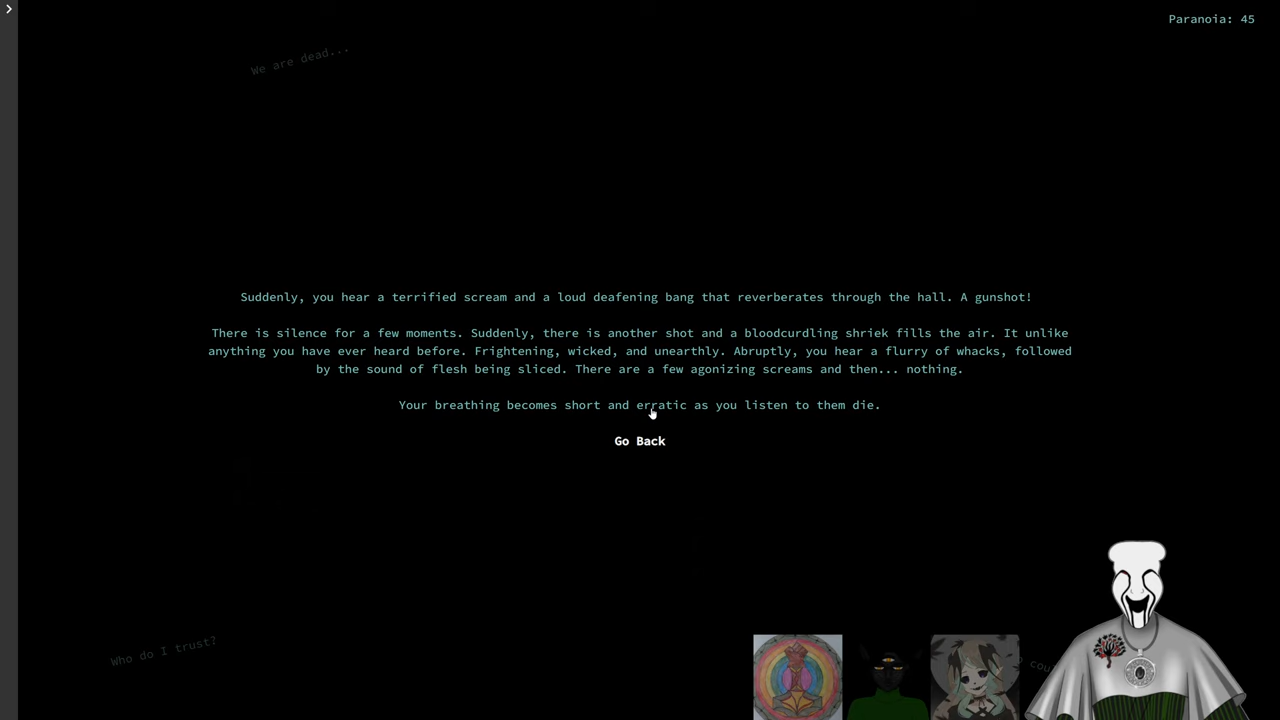 Paranoia: 45
We are dead...
Suddenly, you hear a terrified scream and a loud deafening bang that reverberates through the hall. A gunshot!
There is silence for a few moments. Suddenly, there is another shot and a bloodcurdling shriek fills the air. It unlike
anything you have ever heard before. Frightening, wicked, and unearthly. Abruptly, you hear a flurry of whacks, followed
by the sound of flesh being sliced. There are a few agonizing screams and then... nothing.
Your breathing becomes short and erratic as you listen to them die.
Go Back
Who do I trust?